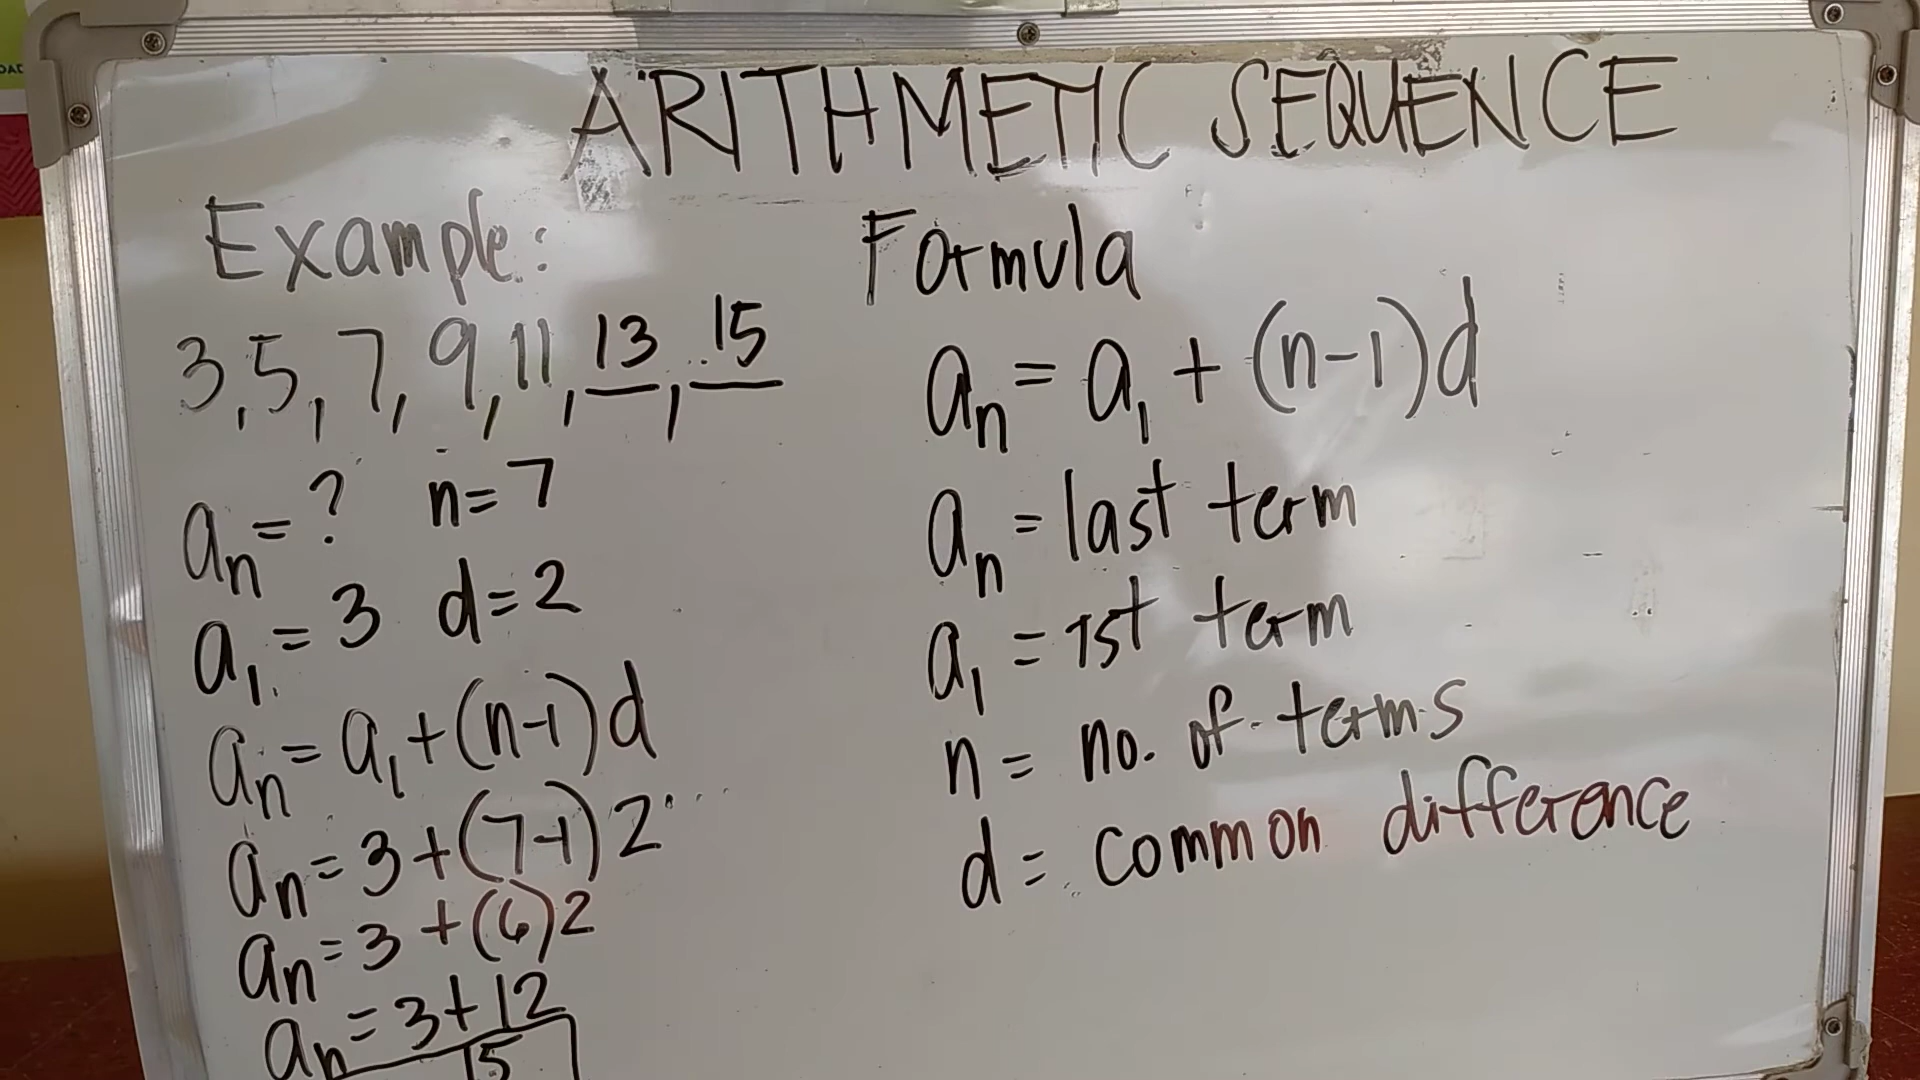 ARITHMETIC SEQUENCE
Example:
3, 5, 7, 9, 11, 13, 15
aₙ = ? n = 7
a₁ = 3 d = 2
aₙ = a₁ + (n-1)d
aₙ = 3 + (7-1)2
aₙ = 3 + (6)2
aₙ = 3 + 12
15
Formula
aₙ = a₁ + (n-1)d
aₙ = last term
a₁ = 1st term
n = no. of terms
d = common difference